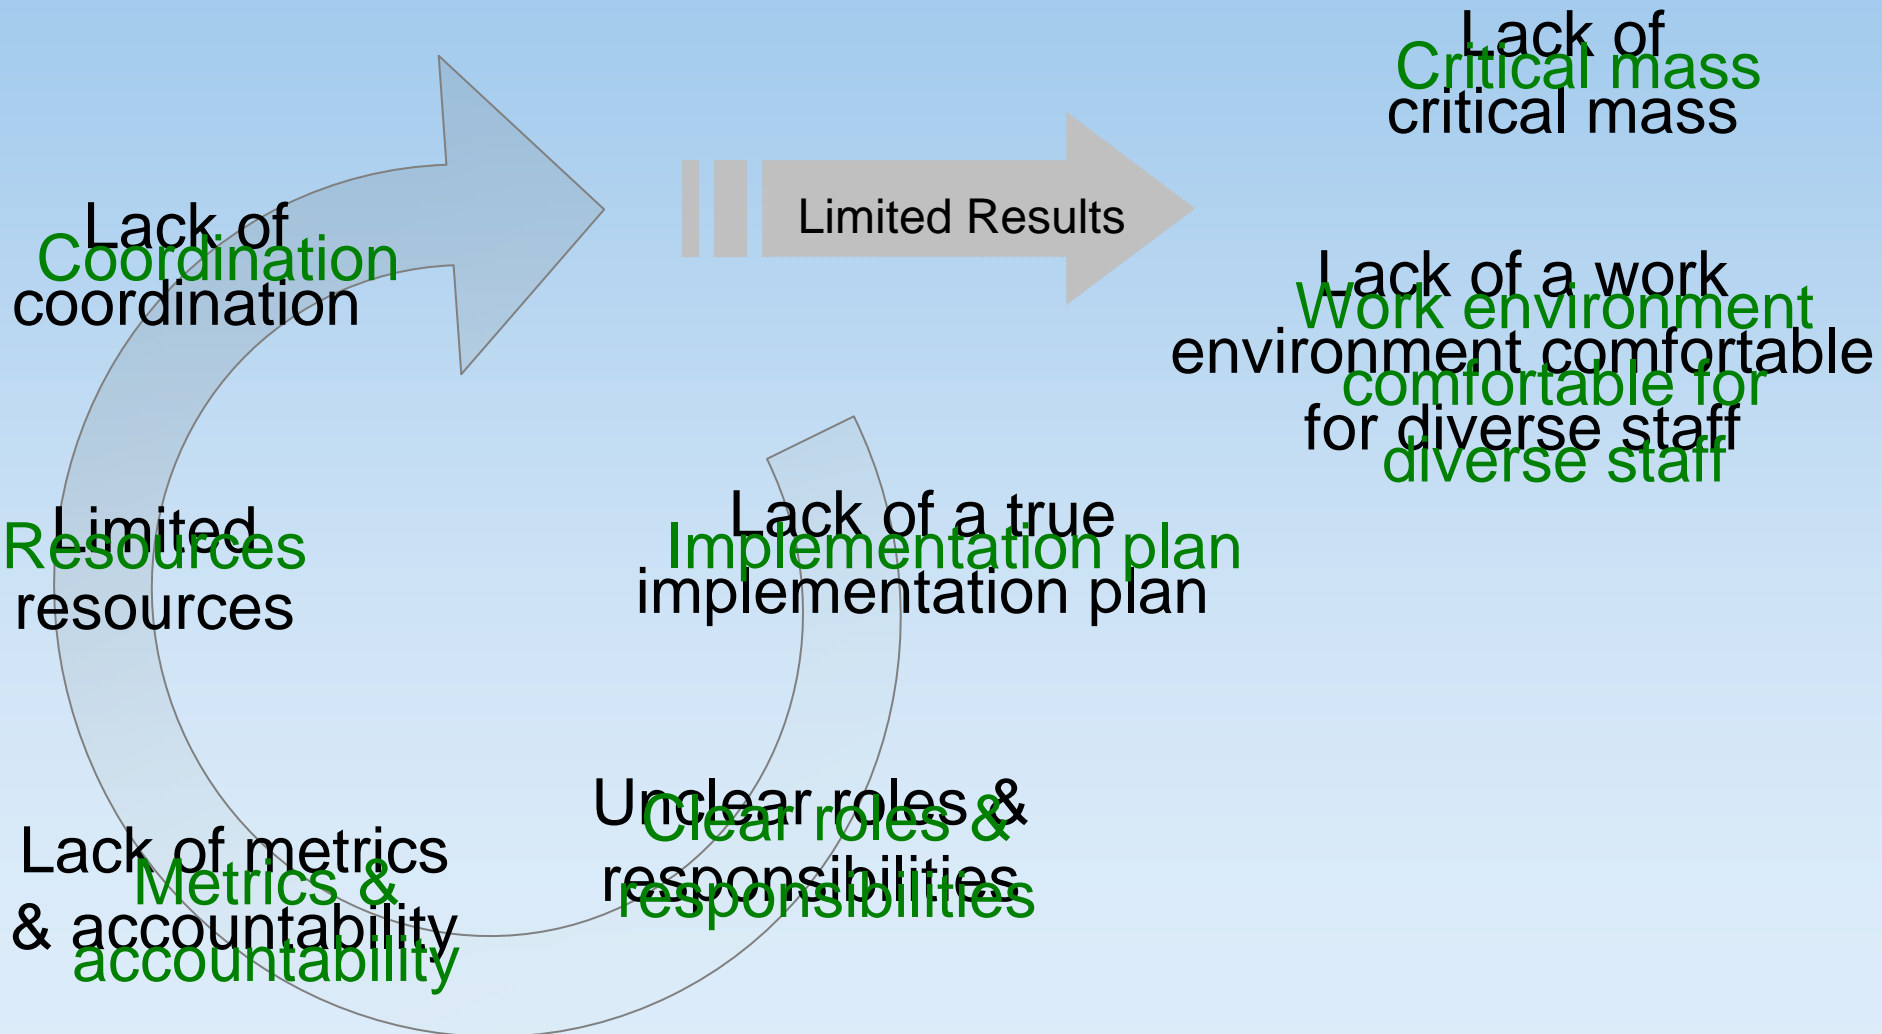 Lack of
critical mass
Critical mass
Limited Results
Lack of
coordination
Coordination
Lack of a work
environment comfortable
for diverse staff
Work environment
comfortable for
diverse staff
Limited
resources
Resources
Lack of a true
implementation plan
Implementation plan
Unclear roles &
responsibilities
Clear roles &
responsibilities
Lack of metrics
& accountability
Metrics &
accountability